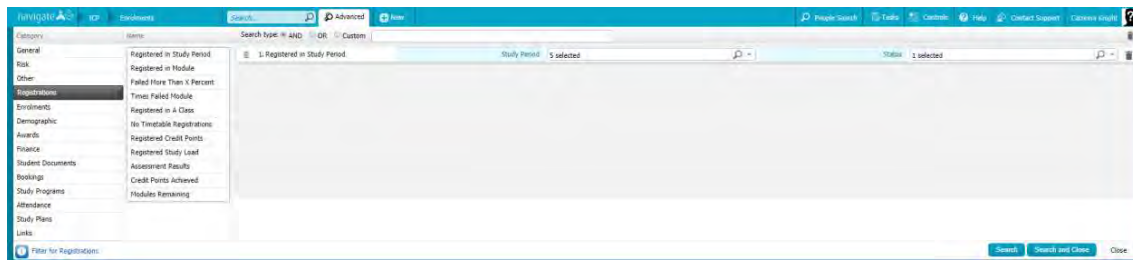 navigate ICP Enrolments Search... Advanced New People Search Tasks Controls Help Contact Support
Category Name Search type: AND OR Custom
General
Risk
Other
Registrations
Enrolments
Demographic
Awards
Finance
Student Documents
Bookings
Study Programs
Attendance
Study Plans
Links
Registered in Study Period
Registered in Module
Failed More Than X Percent
Times Failed Module
Registered in A Class
No Timetable Registrations
Registered Credit Points
Registered Study Load
Assessment Results
Credit Points Achieved
Modules Remaining
1. Registered in Study Period Study Period 5 selected Status 1 selected
Filter for Registrations Search Search and Close Close